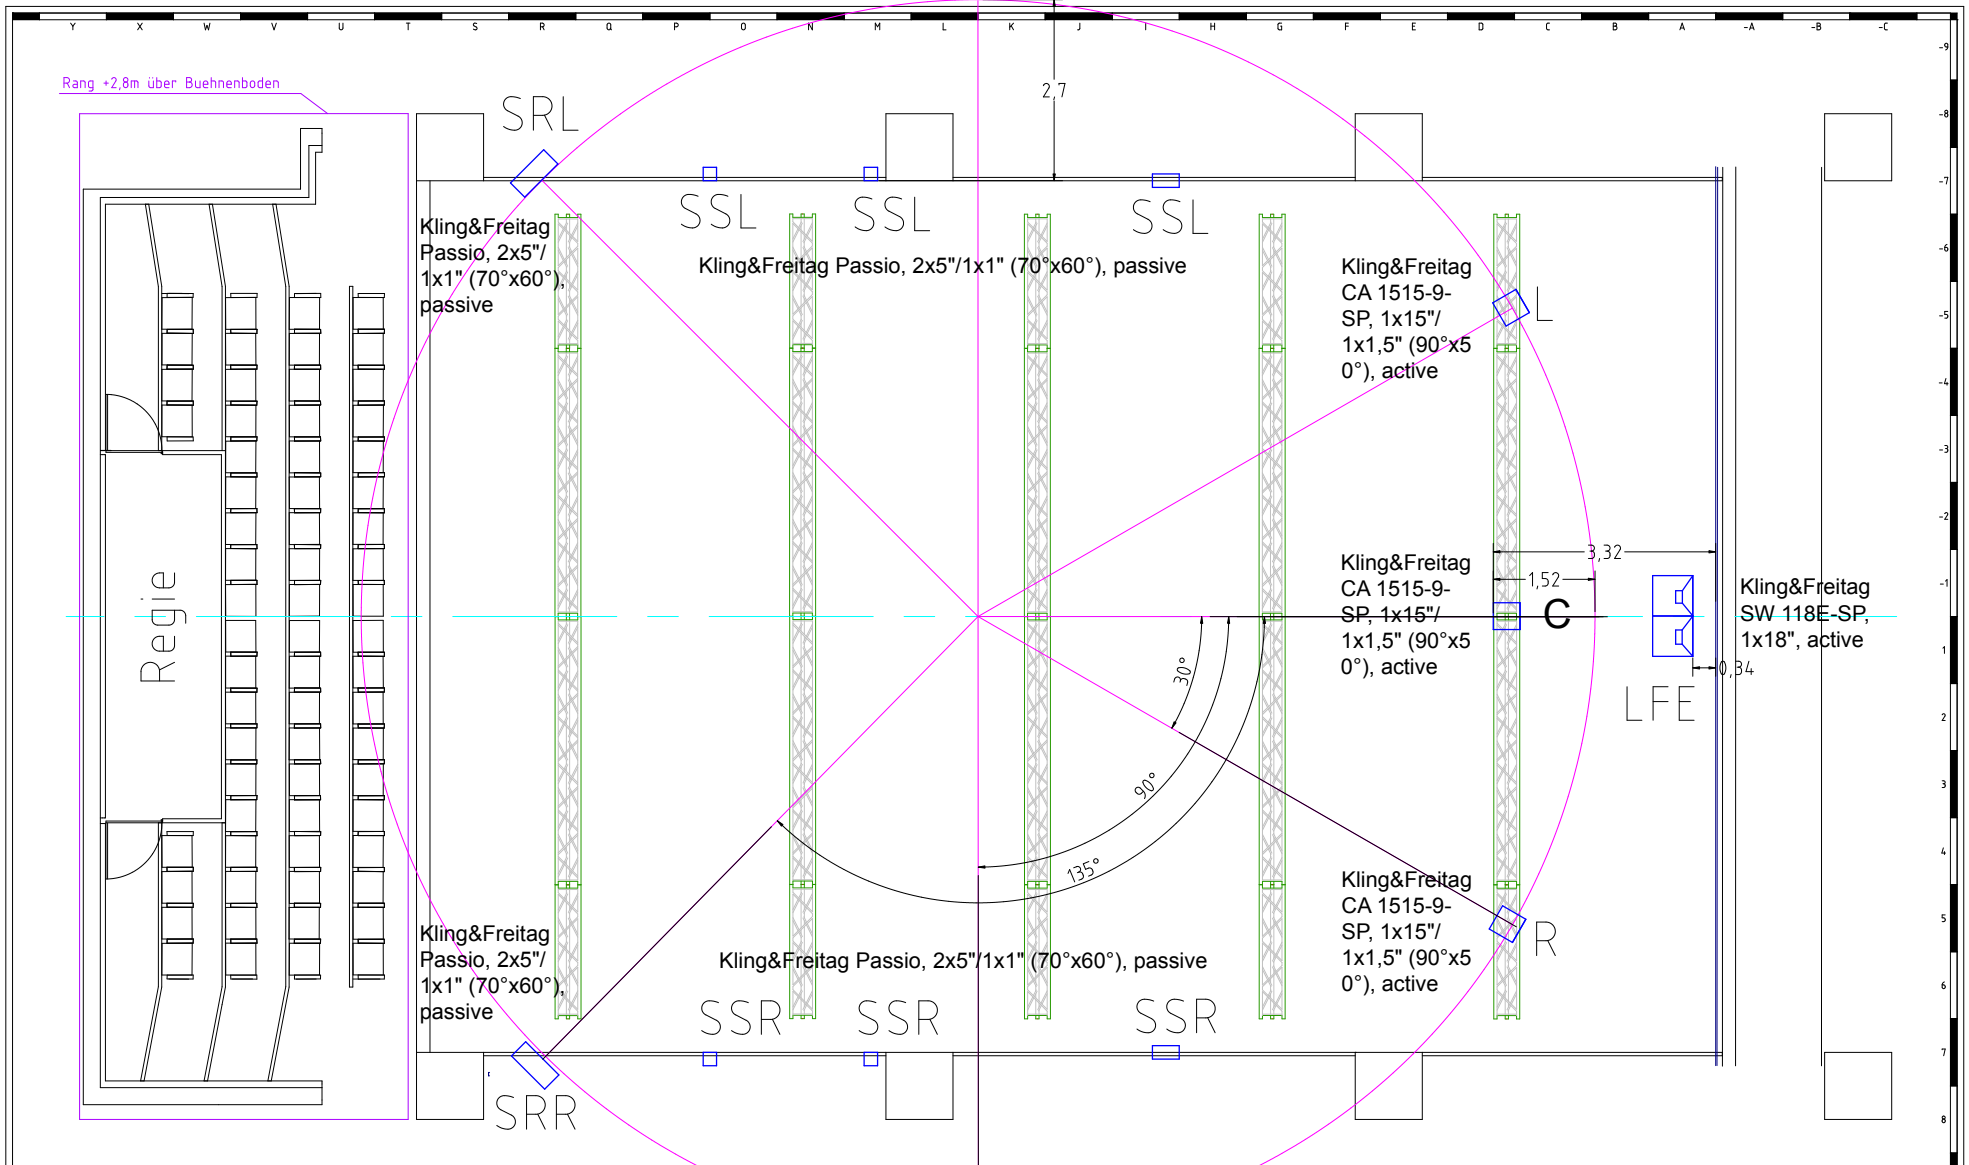 Y X W V U T S R Q P O N M L K J I H G F E D C B A -A -B -C
-9
-8
-7
-6
-5
-4
-3
-2
-1
1
2
3
4
5
6
7
8
Rang +2,8m über Buehnenboden
2,7
SRL
SSL
SSL
SSL
Kling&Freitag
Passio, 2x5"/
1x1" (70°x60°),
passive
Kling&Freitag Passio, 2x5"/1x1" (70°x60°), passive
Kling&Freitag
CA 1515-9-
SP, 1x15"/
1x1,5" (90°x5
0°), active
L
Regie
Kling&Freitag
CA 1515-9-
SP, 1x15"/
1x1,5" (90°x5
0°), active
3,32
1,52
C
Kling&Freitag
SW 118E-SP,
1x18", active
0,34
LFE
30°
90°
135°
Kling&Freitag
CA 1515-9-
SP, 1x15"/
1x1,5" (90°x5
0°), active
R
Kling&Freitag
Passio, 2x5"/
1x1" (70°x60°),
passive
Kling&Freitag Passio, 2x5"/1x1" (70°x60°), passive
SSR
SSR
SSR
SRR